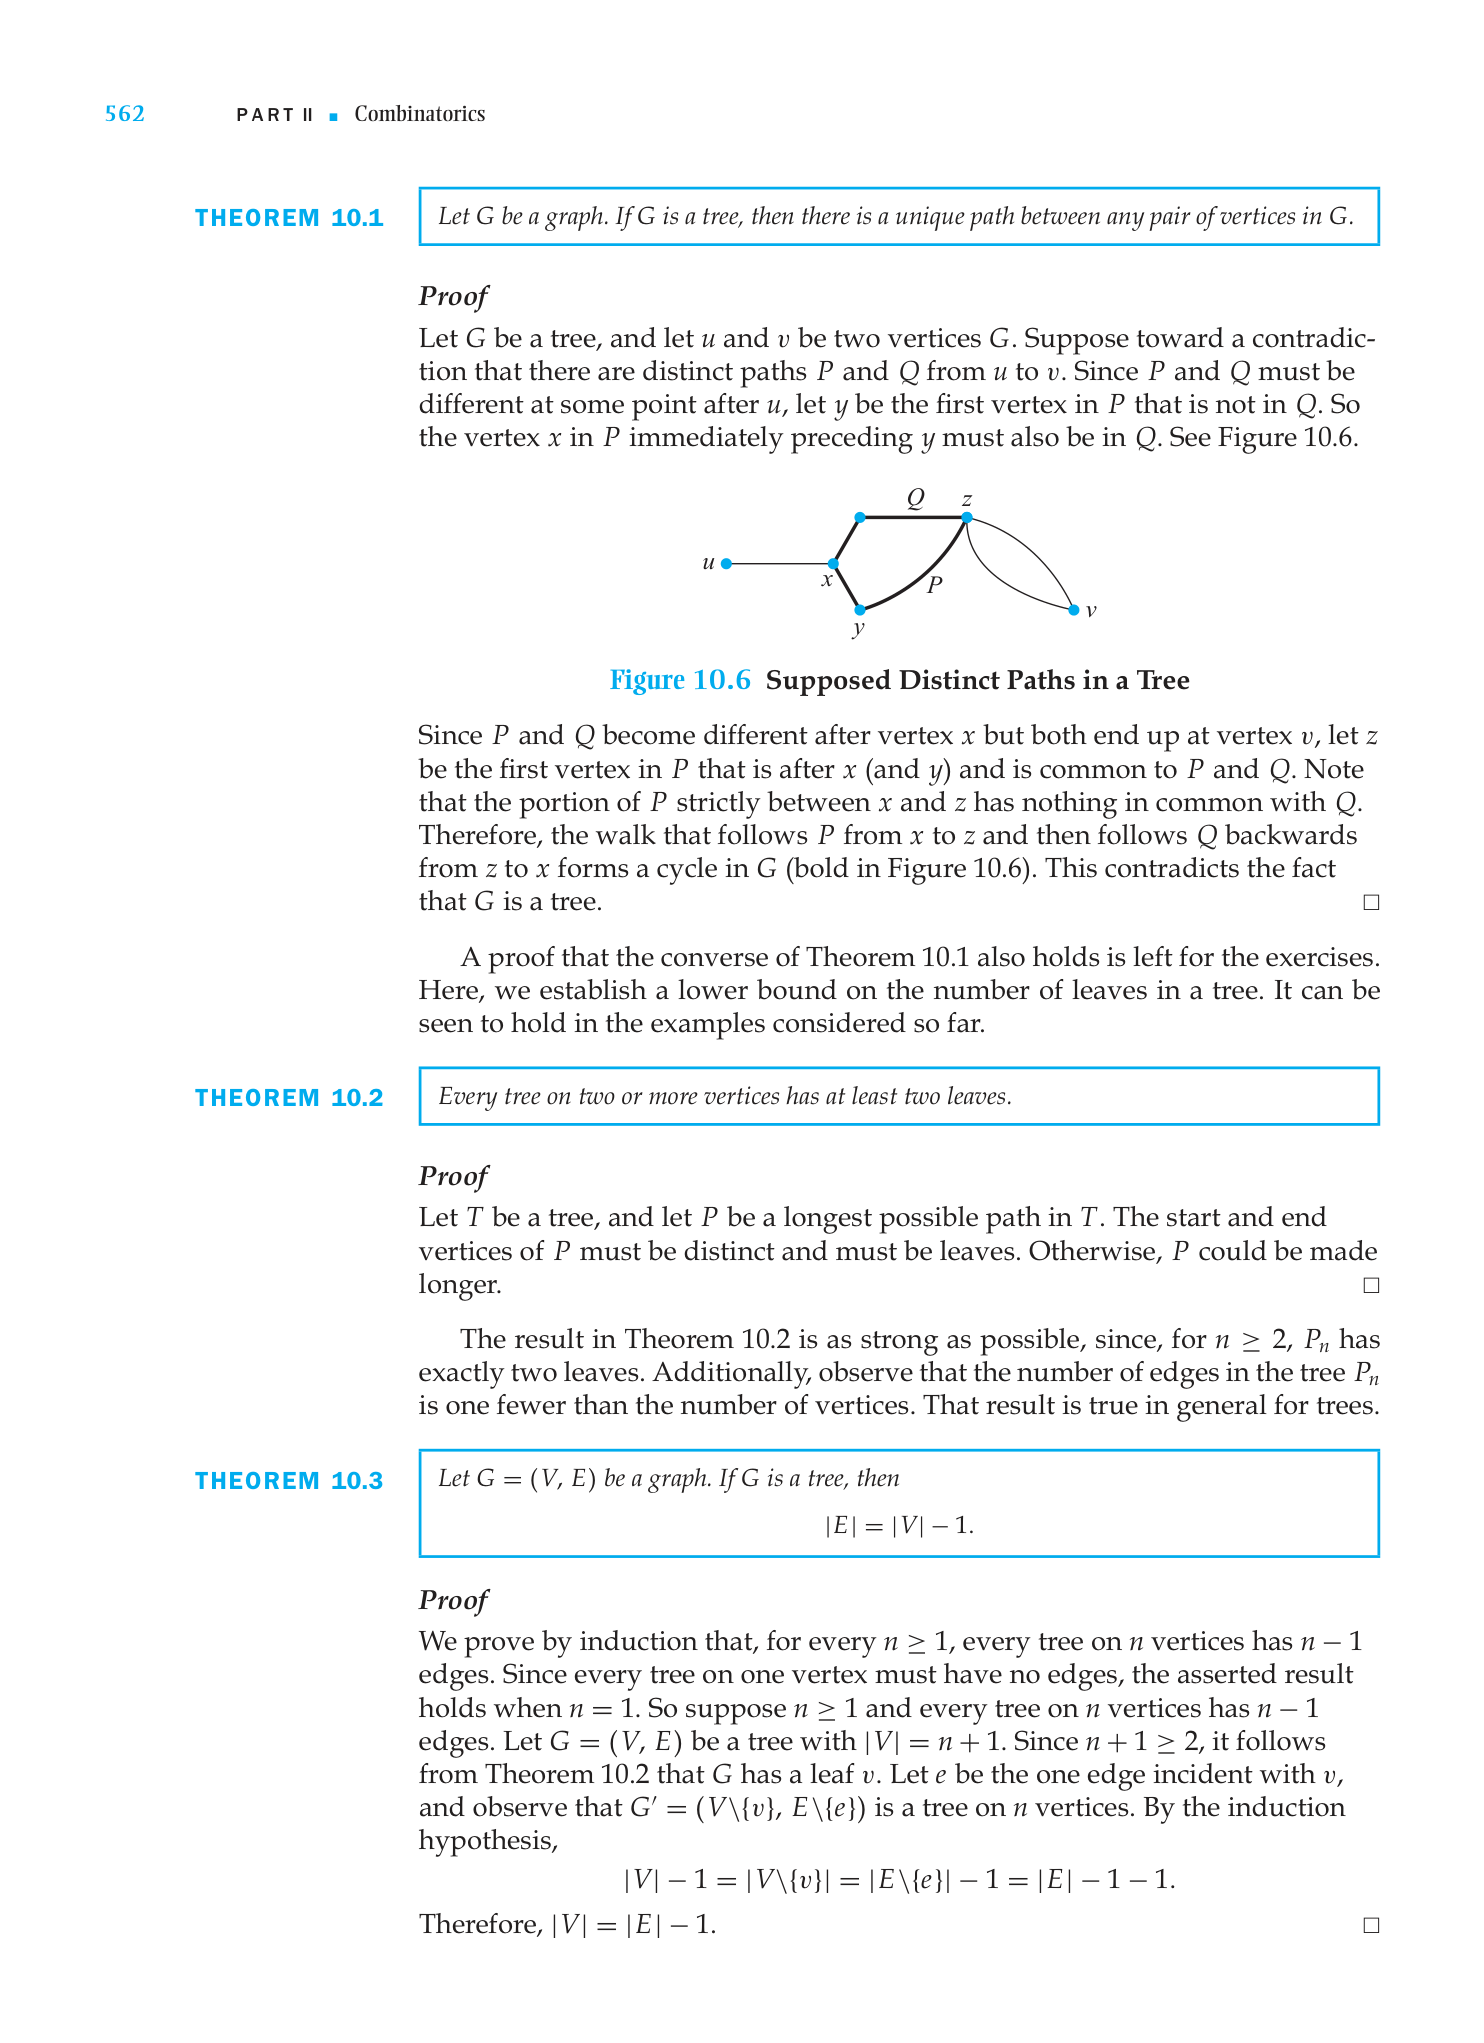 562 PART II ■ Combinatorics
THEOREM 10.1 Let G be a graph. If G is a tree, then there is a unique path between any pair of vertices in G.
Proof
Let G be a tree, and let u and v be two vertices G. Suppose toward a contradic-
tion that there are distinct paths P and Q from u to v. Since P and Q must be
different at some point after u, let y be the first vertex in P that is not in Q. So
the vertex x in P immediately preceding y must also be in Q. See Figure 10.6.
Q z
u
x P
v
y
Figure 10.6 Supposed Distinct Paths in a Tree
Since P and Q become different after vertex x but both end up at vertex v, let z
be the first vertex in P that is after x (and y) and is common to P and Q. Note
that the portion of P strictly between x and z has nothing in common with Q.
Therefore, the walk that follows P from x to z and then follows Q backwards
from z to x forms a cycle in G (bold in Figure 10.6). This contradicts the fact
that G is a tree. □
A proof that the converse of Theorem 10.1 also holds is left for the exercises.
Here, we establish a lower bound on the number of leaves in a tree. It can be
seen to hold in the examples considered so far.
THEOREM 10.2 Every tree on two or more vertices has at least two leaves.
Proof
Let T be a tree, and let P be a longest possible path in T. The start and end
vertices of P must be distinct and must be leaves. Otherwise, P could be made
longer. □
The result in Theorem 10.2 is as strong as possible, since, for n ≥ 2, Pₙ has
exactly two leaves. Additionally, observe that the number of edges in the tree Pₙ
is one fewer than the number of vertices. That result is true in general for trees.
THEOREM 10.3 Let G = (V, E) be a graph. If G is a tree, then
|E| = |V| − 1.
Proof
We prove by induction that, for every n ≥ 1, every tree on n vertices has n − 1
edges. Since every tree on one vertex must have no edges, the asserted result
holds when n = 1. So suppose n ≥ 1 and every tree on n vertices has n − 1
edges. Let G = (V, E) be a tree with |V| = n + 1. Since n + 1 ≥ 2, it follows
from Theorem 10.2 that G has a leaf v. Let e be the one edge incident with v,
and observe that G′ = (V\{v}, E\{e}) is a tree on n vertices. By the induction
hypothesis,
|V| − 1 = |V\{v}| = |E\{e}| − 1 = |E| − 1 − 1.
Therefore, |V| = |E| − 1. □